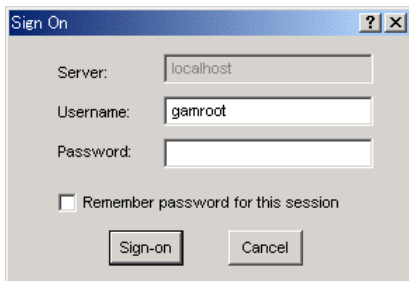 Sign On
Server: localhost
Username: gamroot
Password:
Remember password for this session
Sign-on Cancel